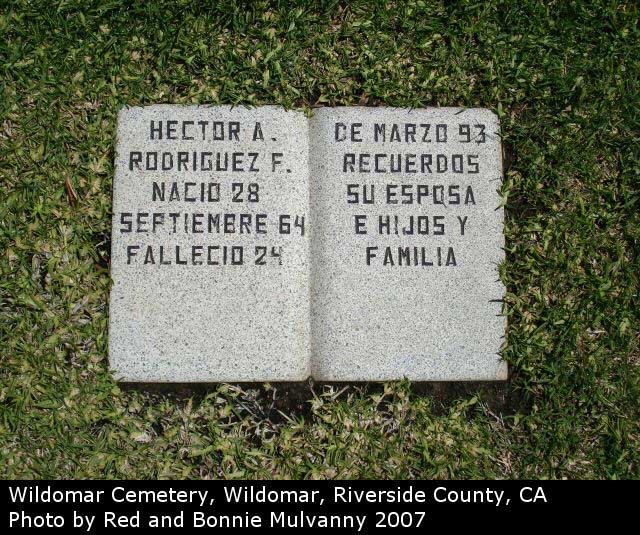 HECTOR A.
RODRIGUEZ F.
NACIO 28
SEPTIEMBRE 64
FALLECIO 24
DE MARZO 93
RECUERDOS
SU ESPOSA
E HIJOS Y
FAMILIA
Wildomar Cemetery, Wildomar, Riverside County, CA
Photo by Red and Bonnie Mulvanny 2007